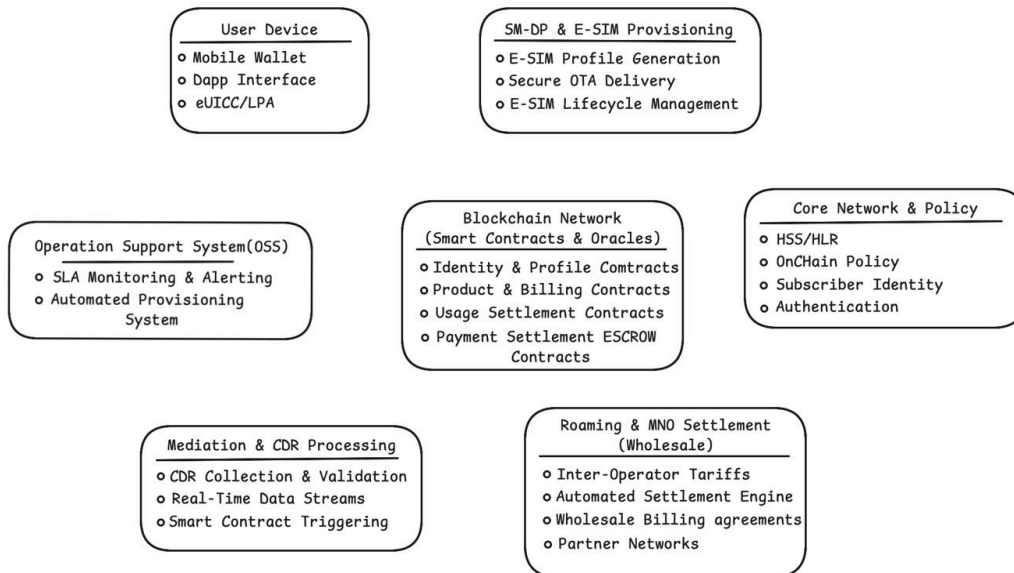 User Device
Mobile Wallet
Dapp Interface
eUICC/LPA
SM-DP & E-SIM Provisioning
E-SIM Profile Generation
Secure OTA Delivery
E-SIM Lifecycle Management
Operation Support System(OSS)
SLA Monitoring & Alerting
Automated Provisioning
System
Blockchain Network
(Smart Contracts & Oracles)
Identity & Profile Comtracts
Product & Billing Contracts
Usage Settlement Contracts
Payment Settlement ESCROW
Contracts
Core Network & Policy
HSS/HLR
OnCHain Policy
Subscriber Identity
Authentication
Mediation & CDR Processing
CDR Collection & Validation
Real-Time Data Streams
Smart Contract Triggering
Roaming & MNO Settlement
(Wholesale)
Inter-Operator Tariffs
Automated Settlement Engine
Wholesale Billing agreements
Partner Networks